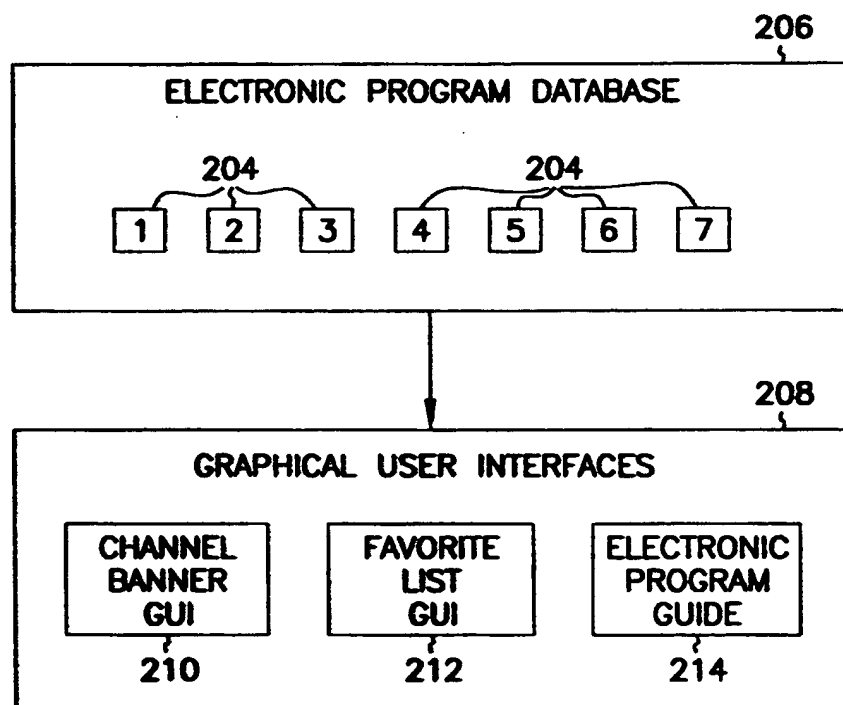 206
ELECTRONIC PROGRAM DATABASE
204 204
1 2 3 4 5 6 7
208
GRAPHICAL USER INTERFACES
CHANNEL
BANNER
GUI
210
FAVORITE
LIST
GUI
212
ELECTRONIC
PROGRAM
GUIDE
214